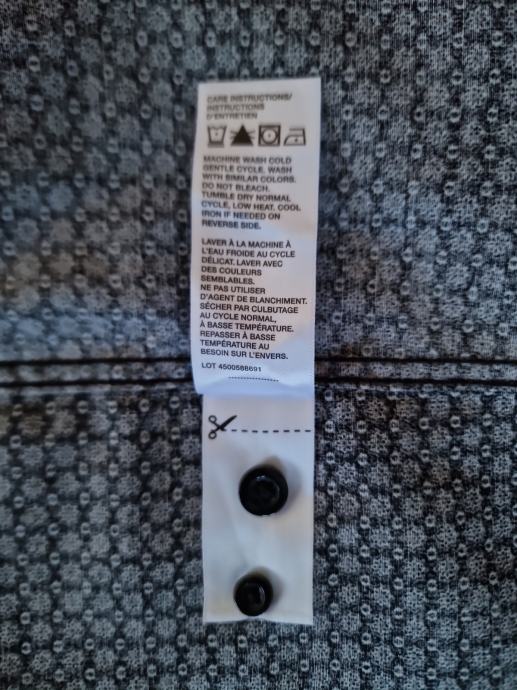 CARE INSTRUCTIONS/
INSTRUCTIONS
D'ENTRETIEN
MACHINE WASH COLD
GENTLE CYCLE. WASH
WITH SIMILAR COLORS.
DO NOT BLEACH.
TUMBLE DRY NORMAL
CYCLE, LOW HEAT. COOL
IRON IF NEEDED ON
REVERSE SIDE.
LAVER À LA MACHINE À
L'EAU FROIDE AU CYCLE
DÉLICAT. LAVER AVEC
DES COULEURS
SEMBLABLES.
NE PAS UTILISER
D'AGENT DE BLANCHIMENT.
SÉCHER PAR CULBUTAGE
AU CYCLE NORMAL,
À BASSE TEMPÉRATURE.
REPASSER À BASSE
TEMPÉRATURE AU
BESOIN SUR L'ENVERS.
LOT 4500588691